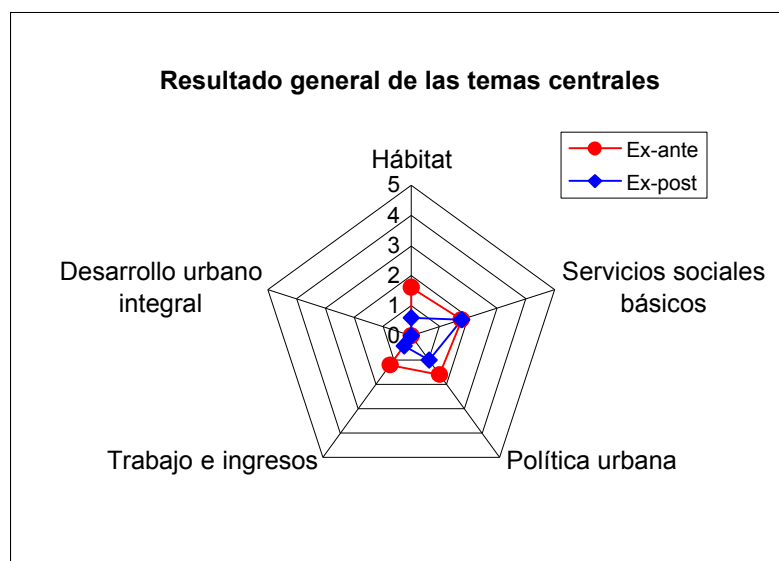 Resultado general de las temas centrales
Ex-ante
Ex-post
Hábitat
5
4
3
2
1
0
Servicios sociales
básicos
Política urbana
Trabajo e ingresos
Desarrollo urbano
integral